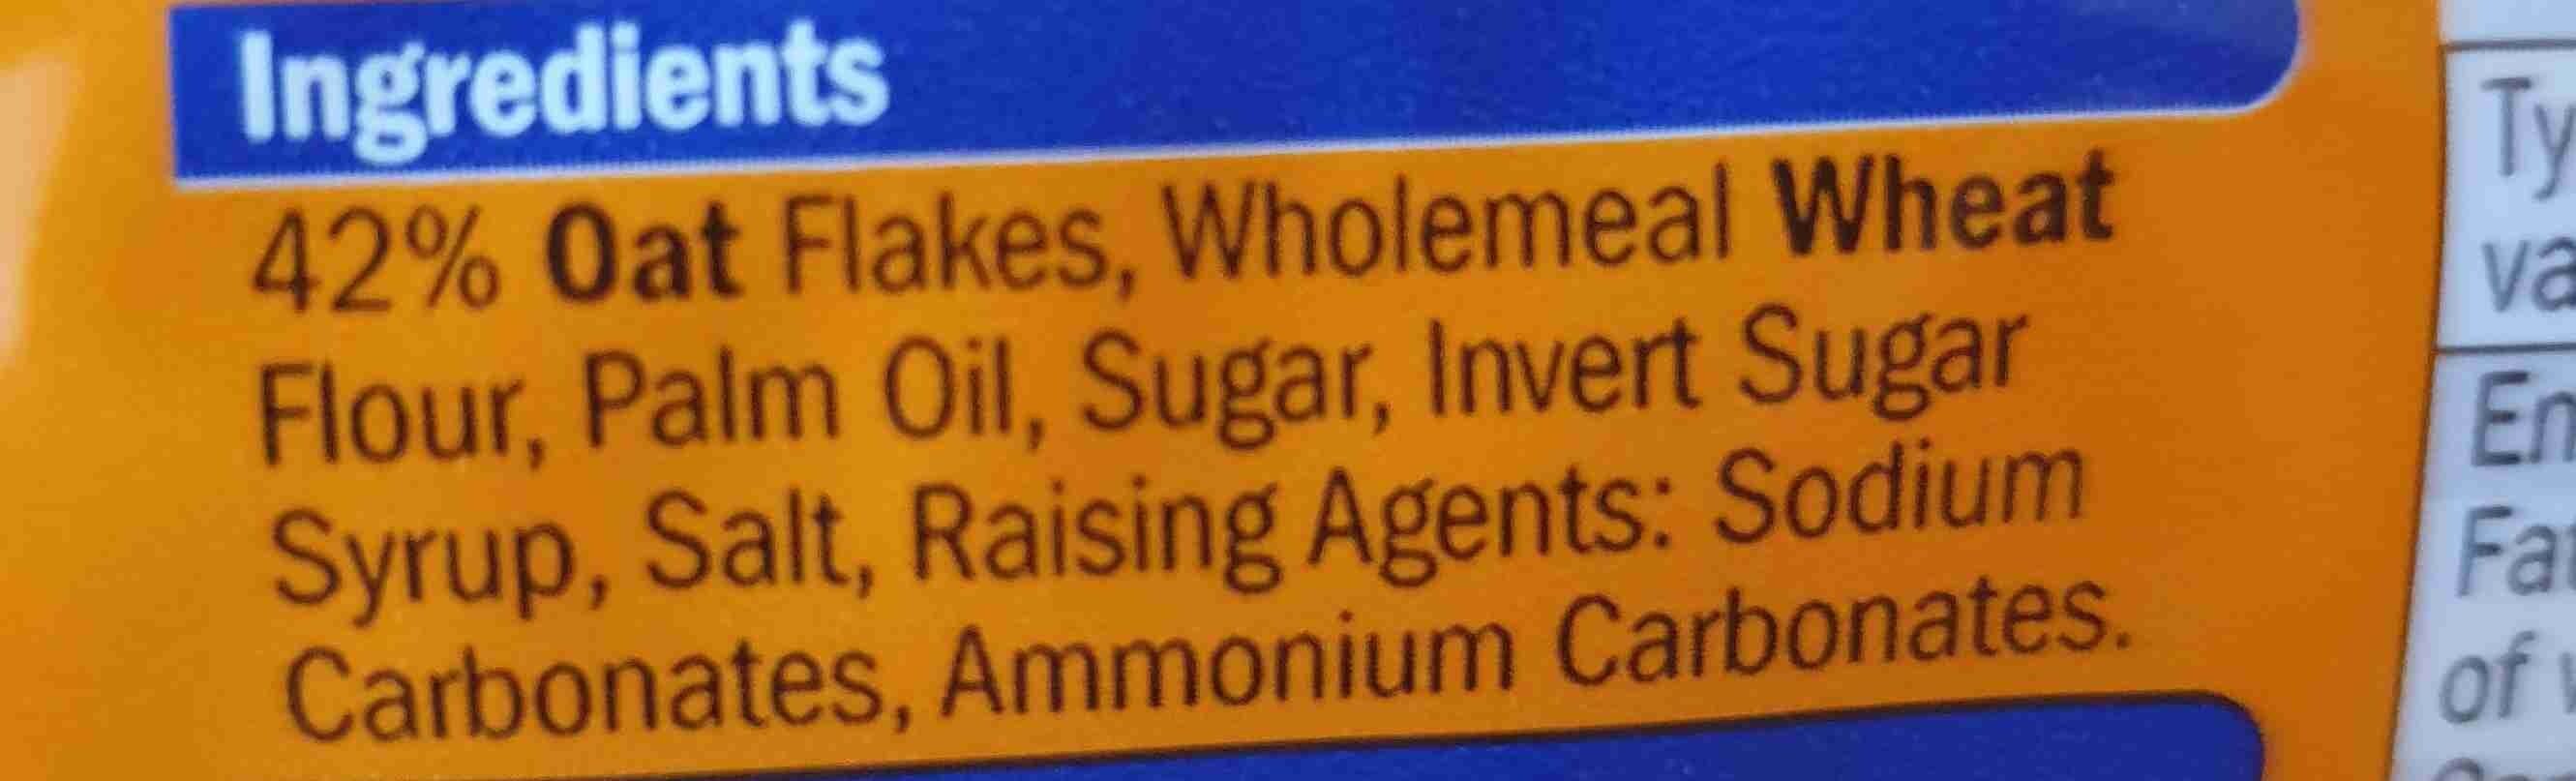 Ingredients
42% Oat Flakes, Wholemeal Wheat
Flour, Palm Oil, Sugar, Invert Sugar
Syrup, Salt, Raising Agents: Sodium
Carbonates, Ammonium Carbonates.
of